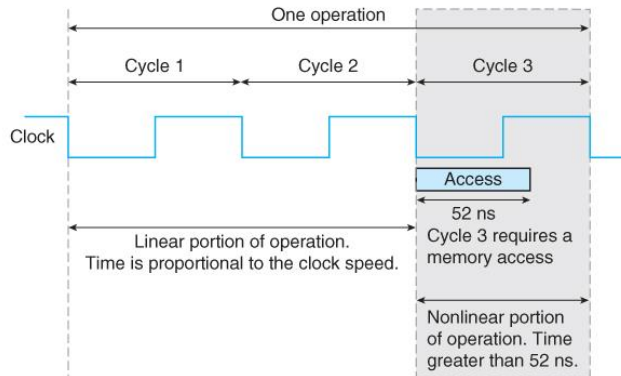 One operation
Cycle 1
Cycle 2
Cycle 3
Clock
Access
52 ns
Cycle 3 requires a
memory access
Linear portion of operation.
Time is proportional to the clock speed.
Nonlinear portion
of operation. Time
greater than 52 ns.